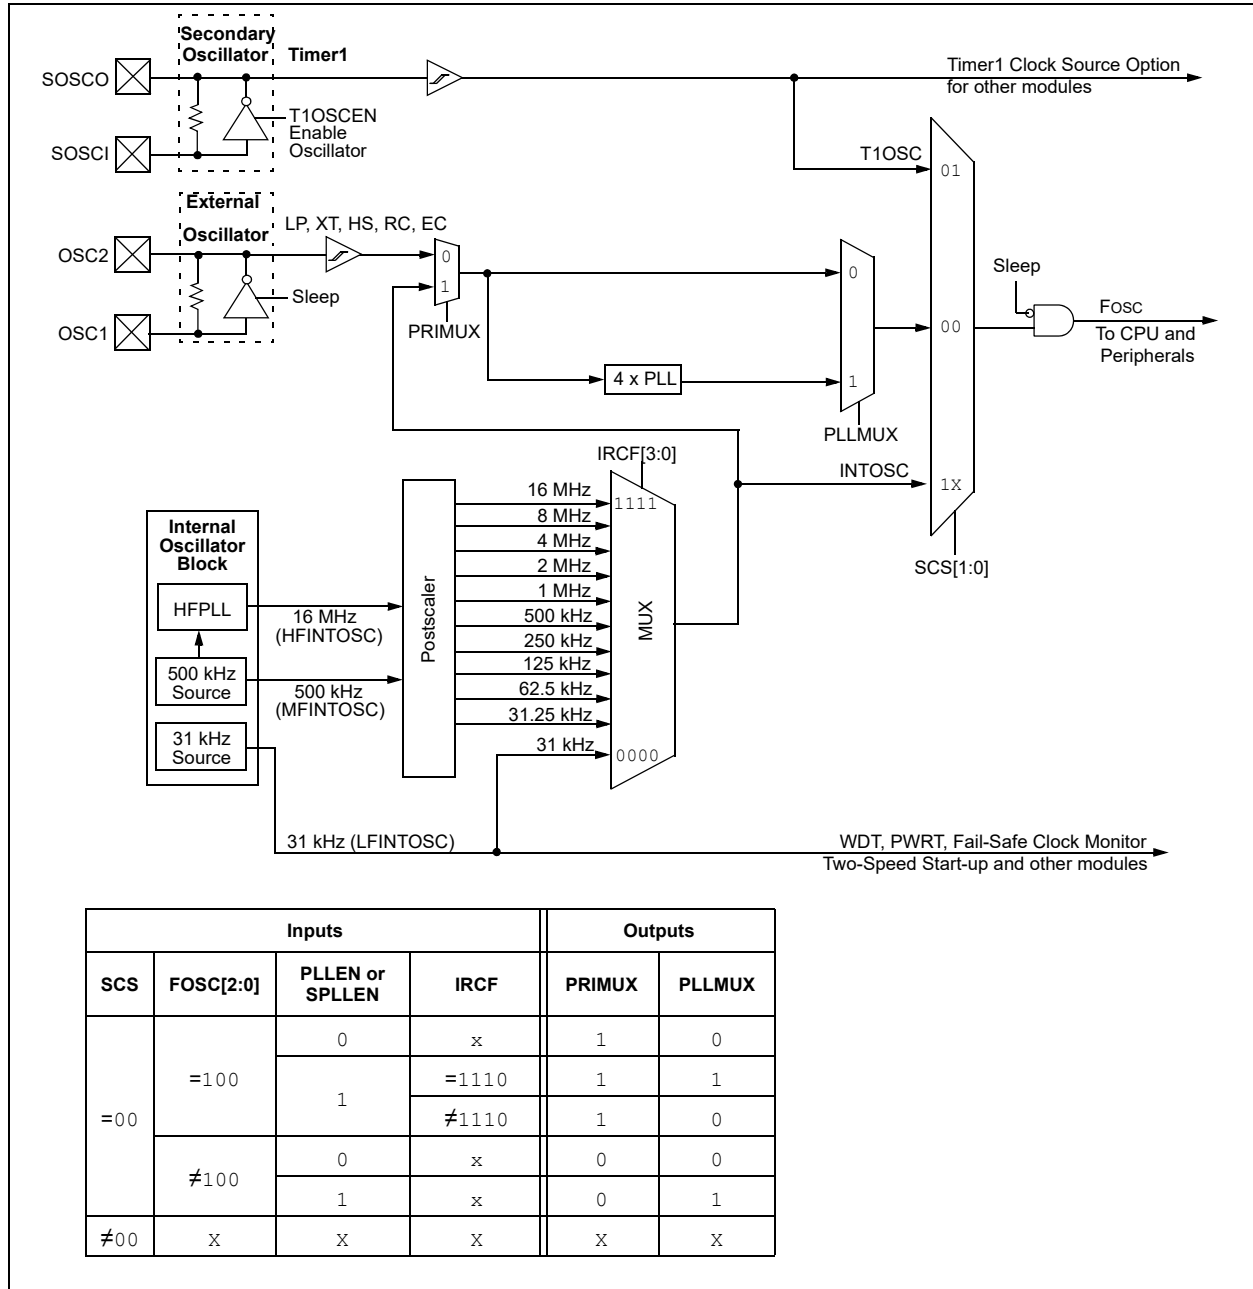 Secondary
Oscillator
Timer1
SOSCO
Timer1 Clock Source Option
for other modules
T1OSCEN
Enable
Oscillator
SOSCI
T1OSC
01
External
Oscillator
LP, XT, HS, RC, EC
OSC2
0
1
0
Sleep
OSC1
Sleep
PRIMUX
00
FOSC
To CPU and
Peripherals
4 x PLL
1
PLLMUX
IRCF[3:0]
INTOSC
1X
SCS[1:0]
Internal
Oscillator
Block
HFPLL
500 kHz
Source
31 kHz
Source
16 MHz
(HFINTOSC)
500 kHz
(MFINTOSC)
Postscaler
16 MHz
8 MHz
4 MHz
2 MHz
1 MHz
500 kHz
250 kHz
125 kHz
62.5 kHz
31.25 kHz
31 kHz
1111
MUX
0000
31 kHz (LFINTOSC)
WDT, PWRT, Fail-Safe Clock Monitor
Two-Speed Start-up and other modules
Inputs Outputs
SCS FOSC[2:0] PLLEN or SPLLEN IRCF PRIMUX PLLMUX
=00 =100 0 x 1 0
1 =1110 1 1
≠1110 1 0
≠100 0 x 0 0
1 x 0 1
≠00 X X X X X